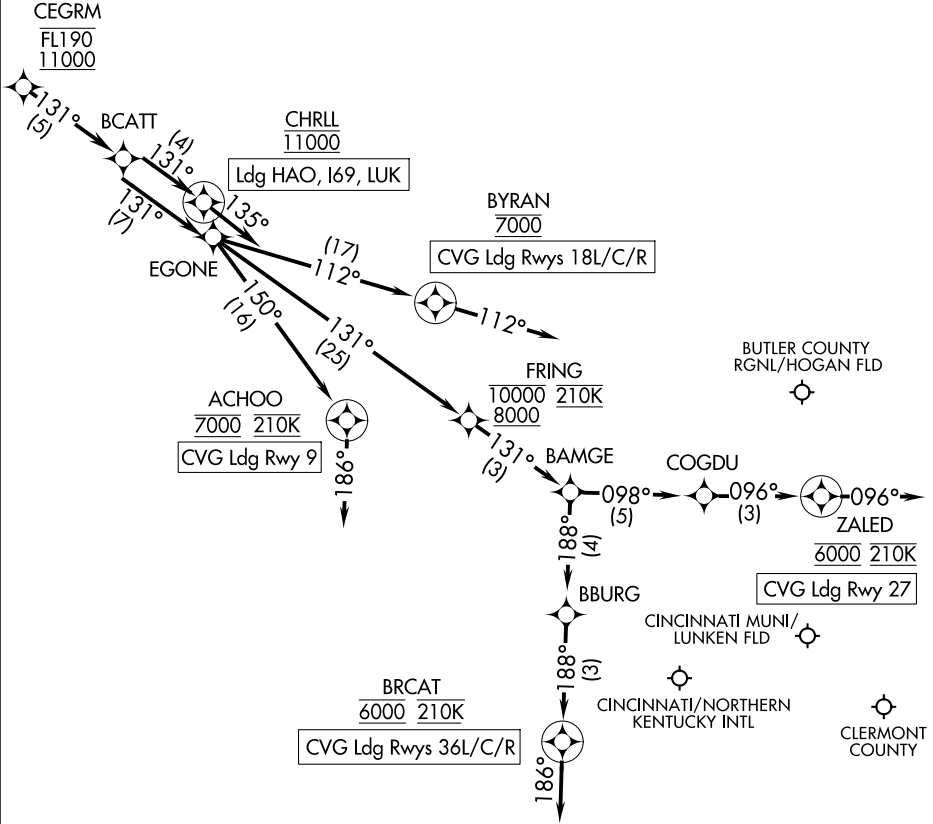 CEGRM
FL190
11000
131°
(5)
BCATT
(4)
131°
CHRLL
11000
Ldg HAO, I69, LUK
135°
131°
(7)
EGONE
BYRAN
7000
CVG Ldg Rwys 18L/C/R
(17)
112°
112°
150°
(16)
131°
(25)
BUTLER COUNTY
RGNL/HOGAN FLD
ACHOO
7000 210K
CVG Ldg Rwy 9
186°
FRING
10000 210K
8000
131°
(3)
BAMGE
098°
(5)
COGDU
096°
(3)
096°
ZALED
6000 210K
CVG Ldg Rwy 27
188°
(4)
BBURG
188°
(3)
CINCINNATI MUNI/
LUNKEN FLD
CINCINNATI/NORTHERN
KENTUCKY INTL
CLERMONT
COUNTY
BRCAT
6000 210K
CVG Ldg Rwys 36L/C/R
186°